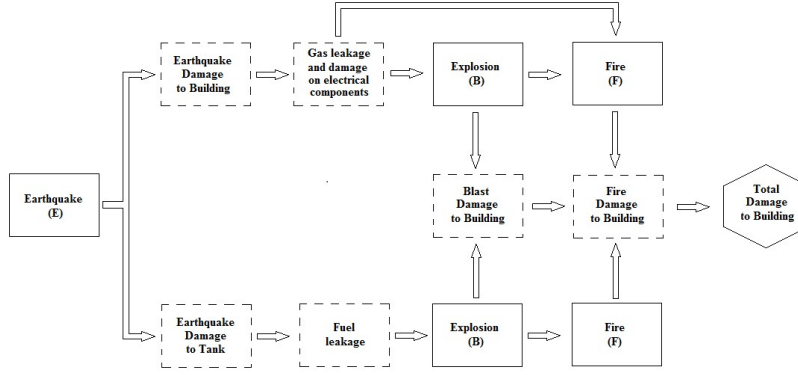 Earthquake
Damage
to Building
Gas leakage
and damage
on electrical
components
Explosion
(B)
Fire
(F)
Earthquake
(E)
Blast
Damage
to Building
Fire
Damage
to Building
Total
Damage
to Building
Earthquake
Damage
to Tank
Fuel
leakage
Explosion
(B)
Fire
(F)